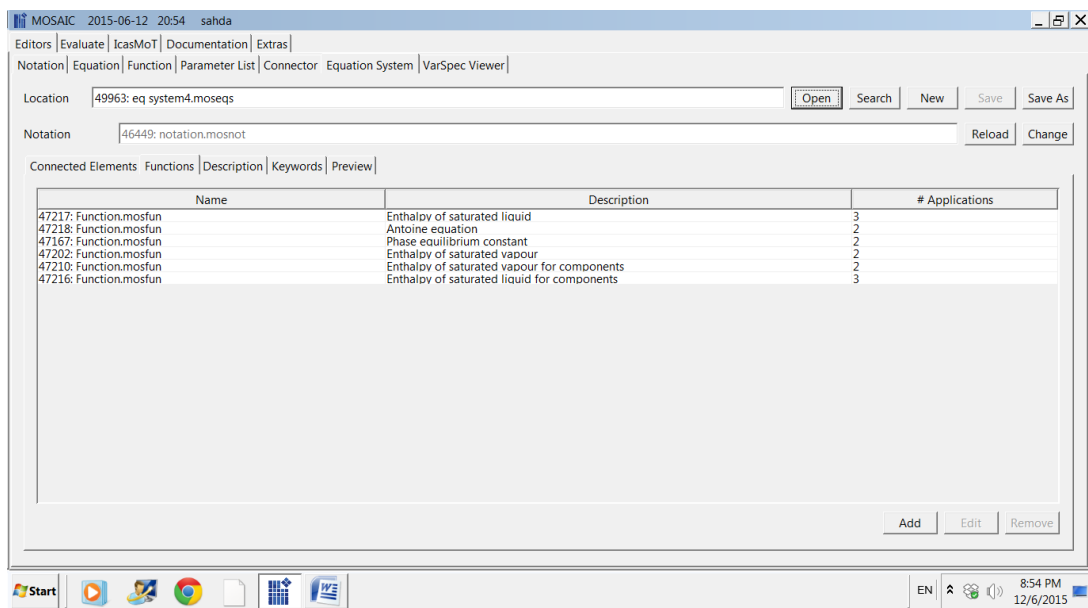 MOSAIC 2015-06-12 20:54 sahda
Editors Evaluate IcasMoT Documentation Extras
Notation Equation Function Parameter List Connector Equation System VarSpec Viewer
Location 49963: eq system4.moseqs Open Search New Save Save As
Notation 46449: notation.mosnot Reload Change
Connected Elements Functions Description Keywords Preview
Name Description # Applications
47217: Function.mosfun Enthalpy of saturated liquid 3
47218: Function.mosfun Antoine equation 2
47167: Function.mosfun Phase equilibrium constant 2
47202: Function.mosfun Enthalpy of saturated vapour 2
47210: Function.mosfun Enthalpy of saturated vapour for components 2
47216: Function.mosfun Enthalpy of saturated liquid for components 3
Add Edit Remove
Start EN 8:54 PM
12/6/2015